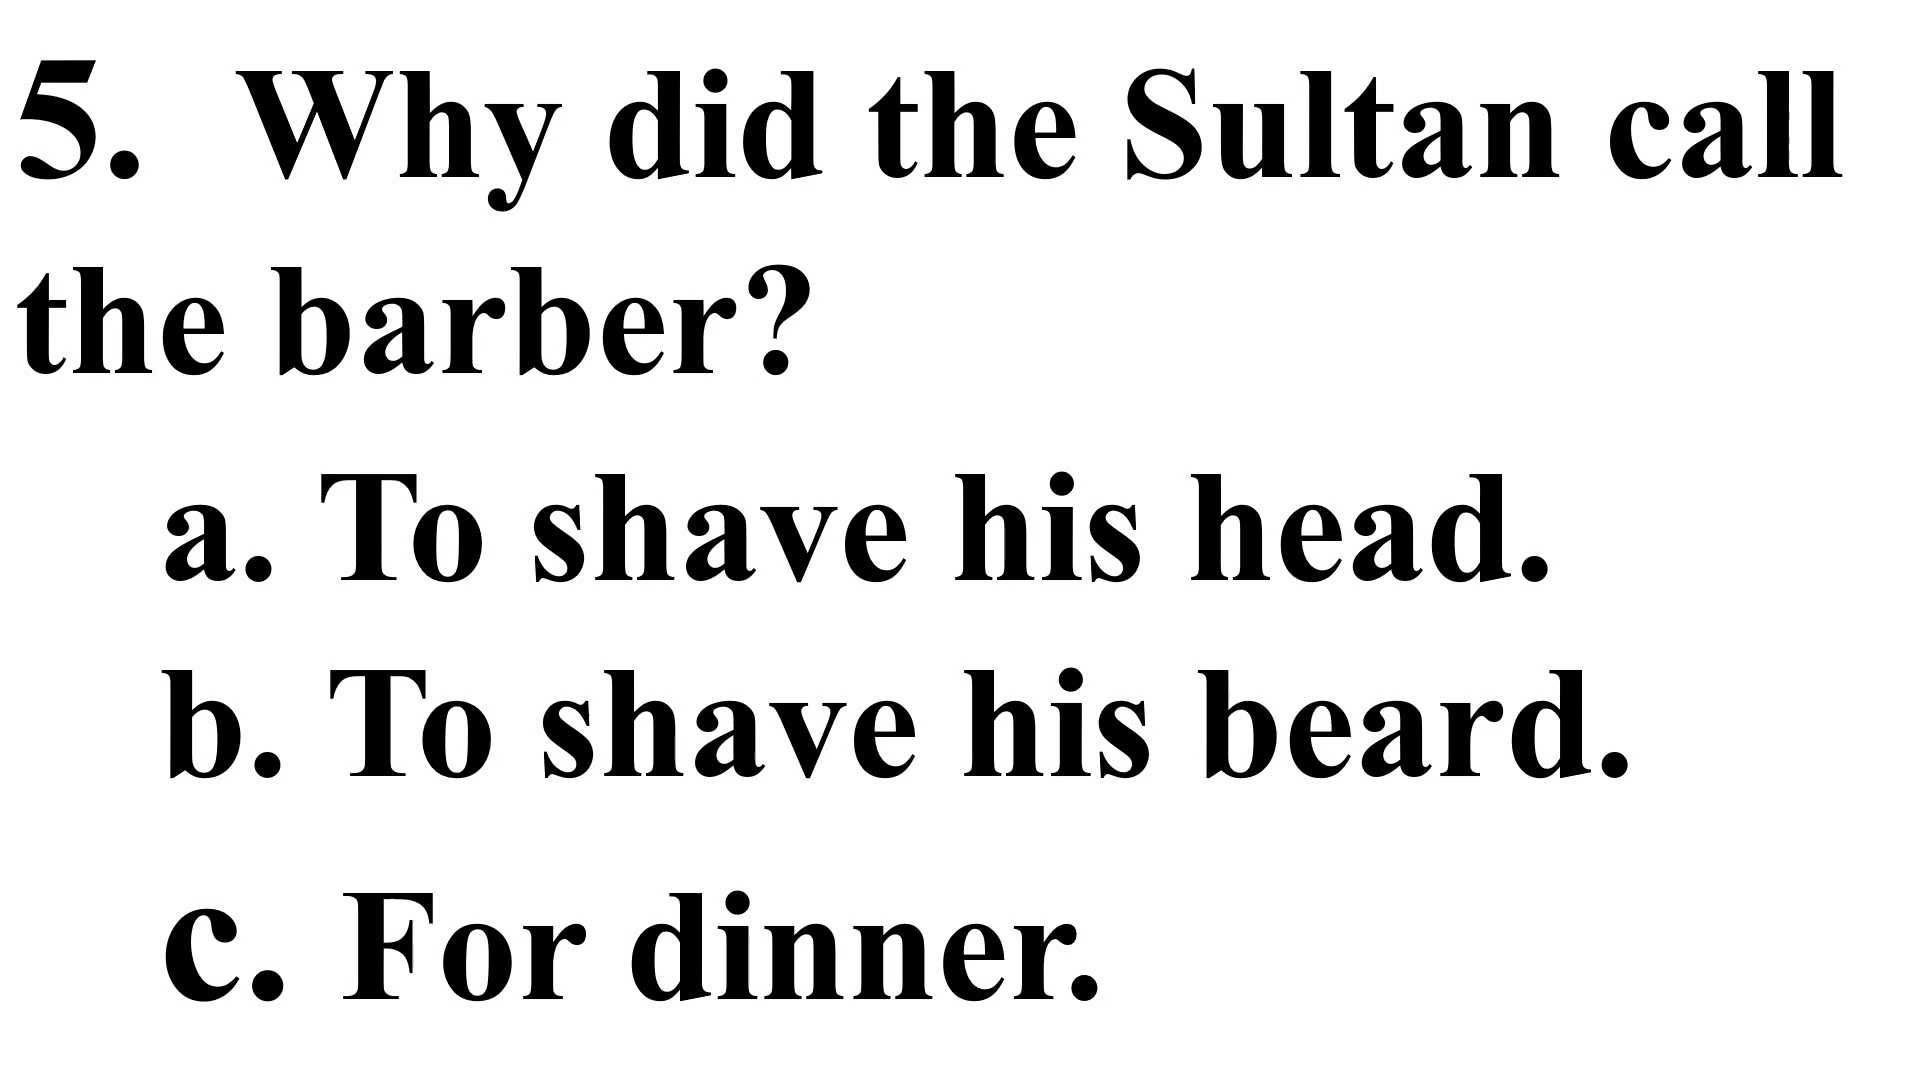 5. Why did the Sultan call
the barber?
a. To shave his head.
b. To shave his beard.
c. For dinner.